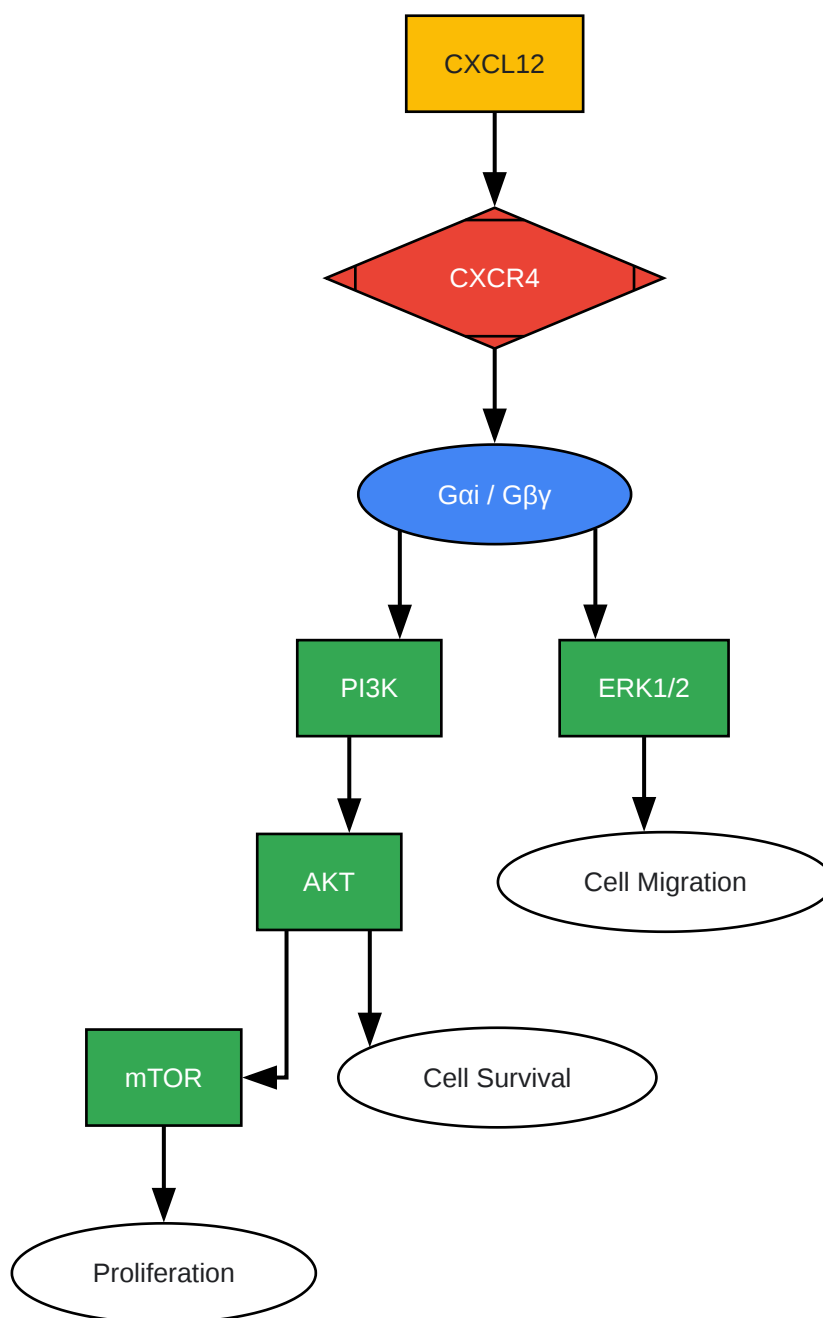 CXCL12
CXCR4
Gαi / Gβγ
PI3K
ERK1/2
AKT
Cell Migration
mTOR
Cell Survival
Proliferation